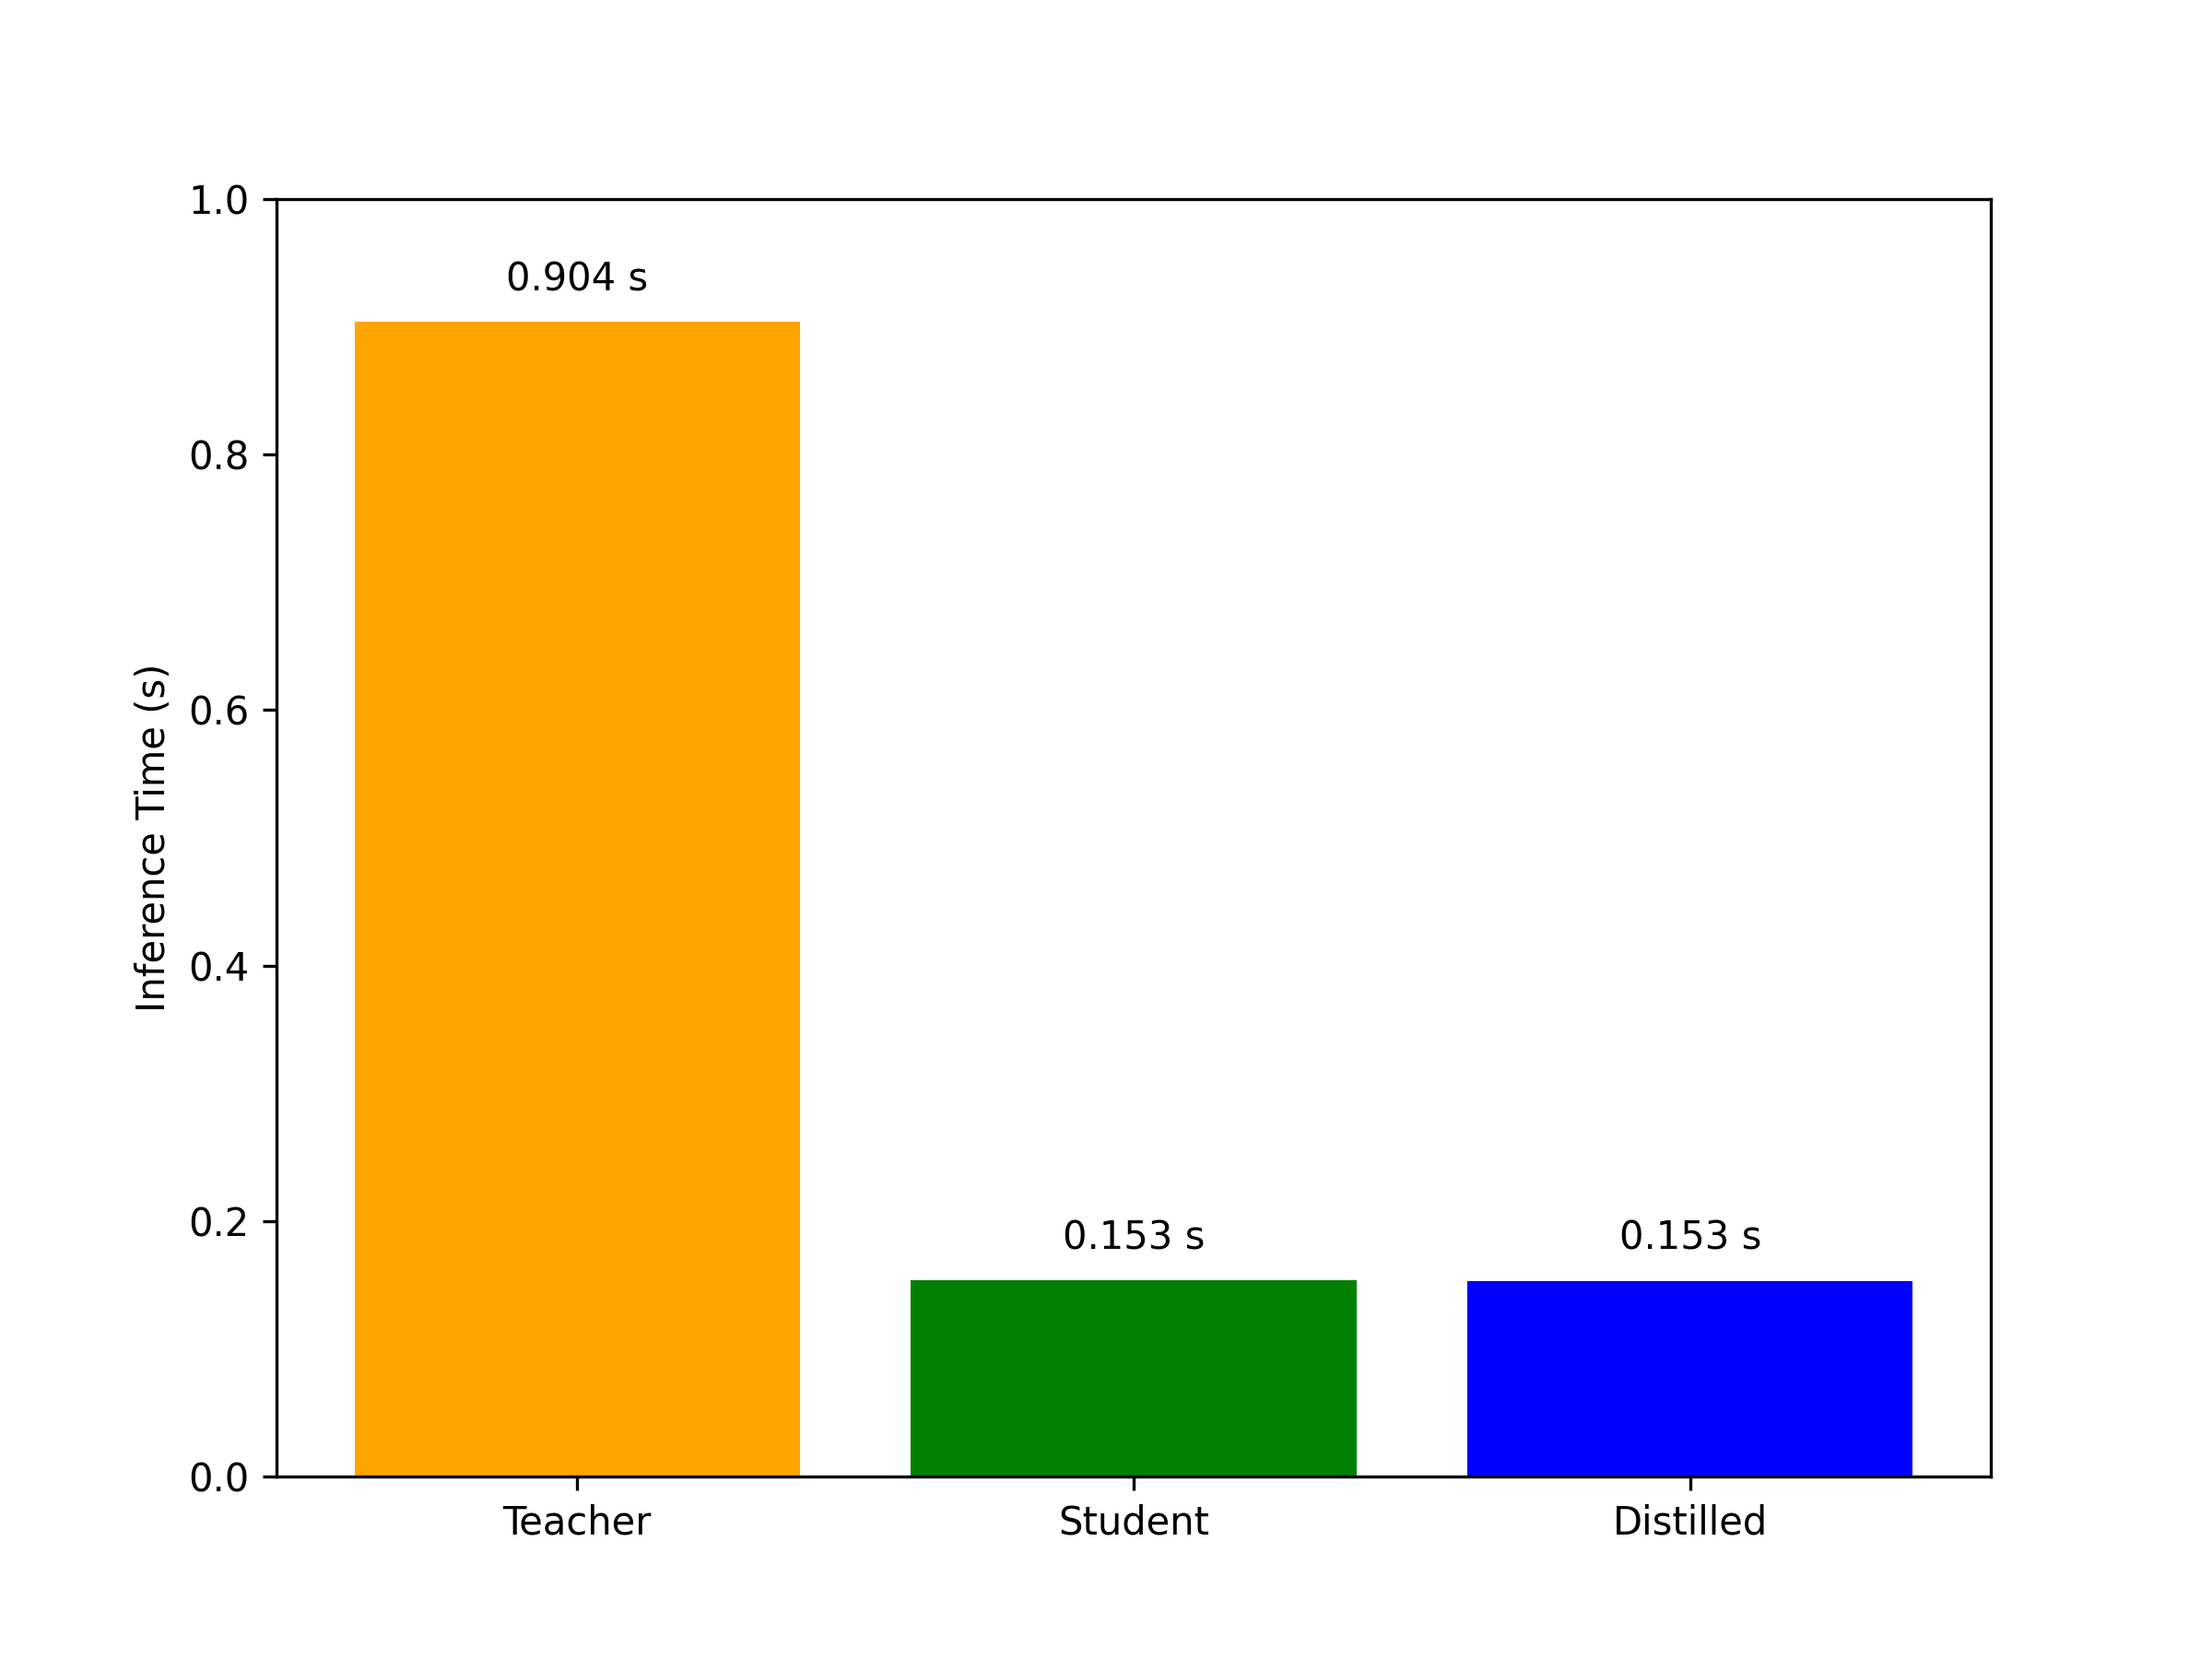 1.0
0.904 s
0.8
0.6
Inference Time (s)
0.4
0.2
0.153 s
0.153 s
0.0
Teacher
Student
Distilled